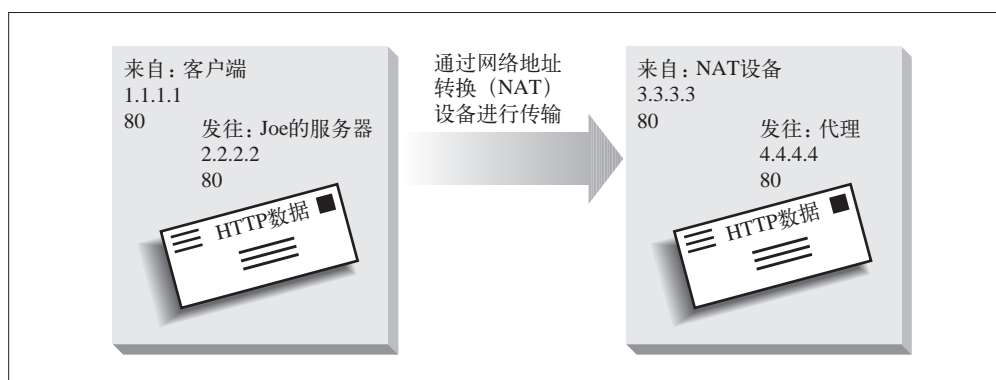 来自：客户端
1.1.1.1
80
发往：Joe的服务器
2.2.2.2
80
HTTP数据
通过网络地址
转换（NAT）
设备进行传输
来自：NAT设备
3.3.3.3
80
发往：代理
4.4.4.4
80
HTTP数据